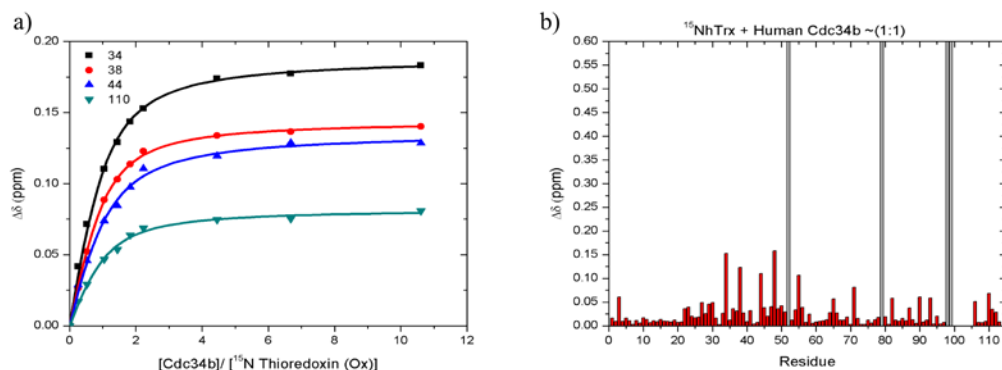 a)
0.20
0.15
0.10
0.05
0.00
Δδ (ppm)
34
38
44
110
0 2 4 6 8 10 12
[Cdc34b]/ [¹⁵N Thioredoxin (Ox)]
b)
¹⁵NhTrx + Human Cdc34b ~(1:1)
0.60
0.55
0.50
0.45
0.40
0.35
0.30
0.25
0.20
0.15
0.10
0.05
0.00
Δδ (ppm)
0 10 20 30 40 50 60 70 80 90 100 110
Residue